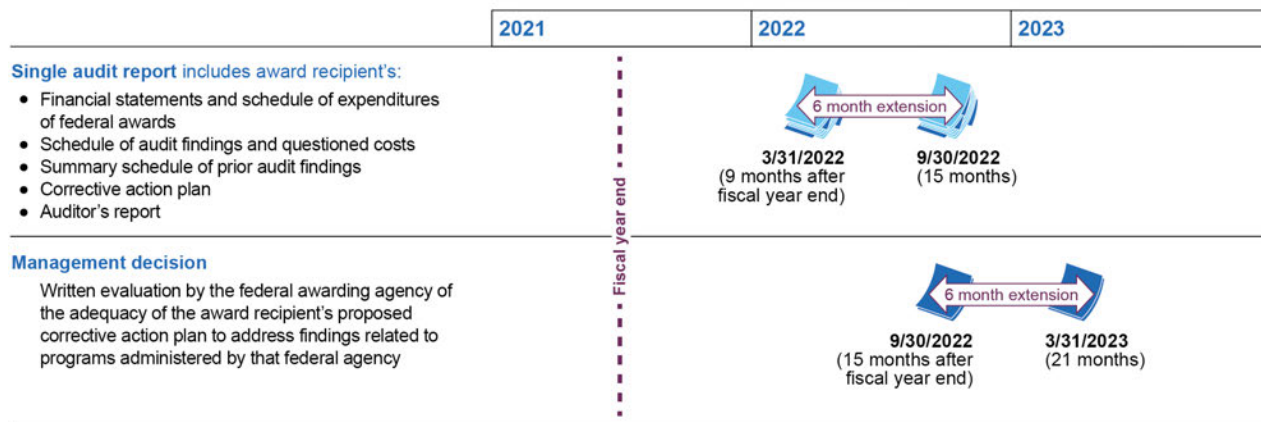 2021
2022
2023
Single audit report includes award recipient's:
• Financial statements and schedule of expenditures
of federal awards
• Schedule of audit findings and questioned costs
• Summary schedule of prior audit findings
• Corrective action plan
• Auditor's report
6 month extension
3/31/2022
(9 months after
fiscal year end)
9/30/2022
(15 months)
Fiscal year end
Management decision
Written evaluation by the federal awarding agency of
the adequacy of the award recipient's proposed
corrective action plan to address findings related to
programs administered by that federal agency
6 month extension
9/30/2022
(15 months after
fiscal year end)
3/31/2023
(21 months)